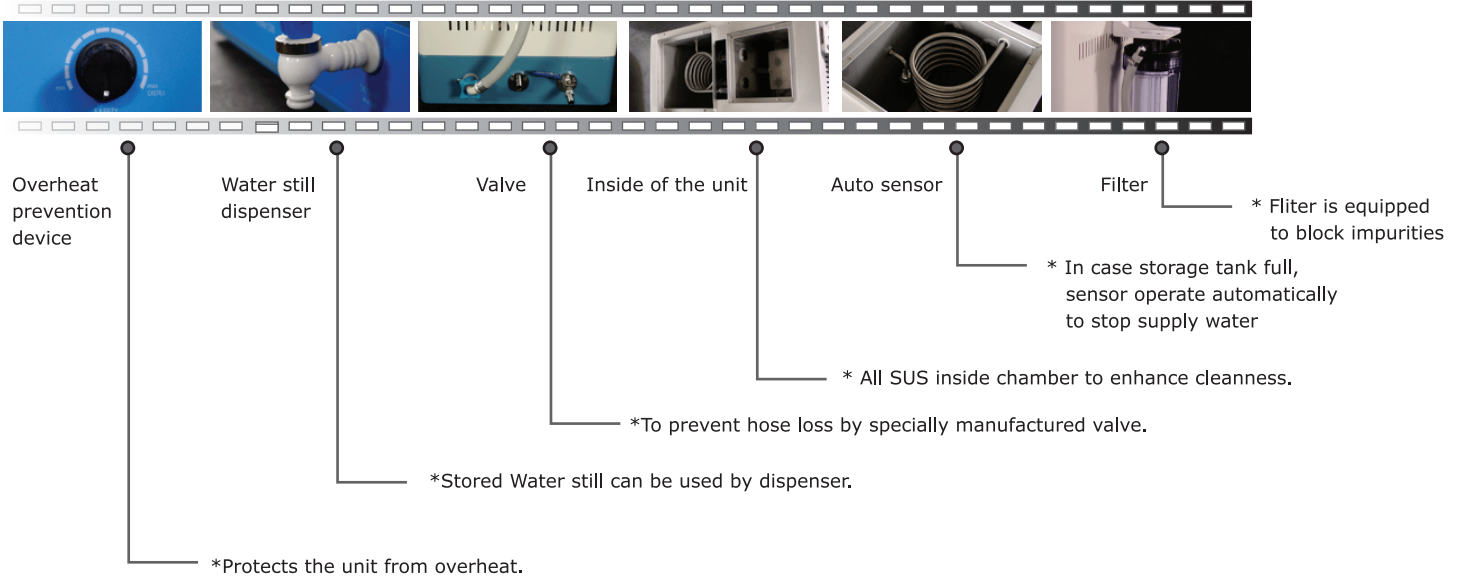 Overheat
prevention
device
Water still
dispenser
Valve
Inside of the unit
Auto sensor
Filter
* Fliter is equipped
to block impurities
* In case storage tank full,
sensor operate automatically
to stop supply water
* All SUS inside chamber to enhance cleanness.
*To prevent hose loss by specially manufactured valve.
*Stored Water still can be used by dispenser.
*Protects the unit from overheat.